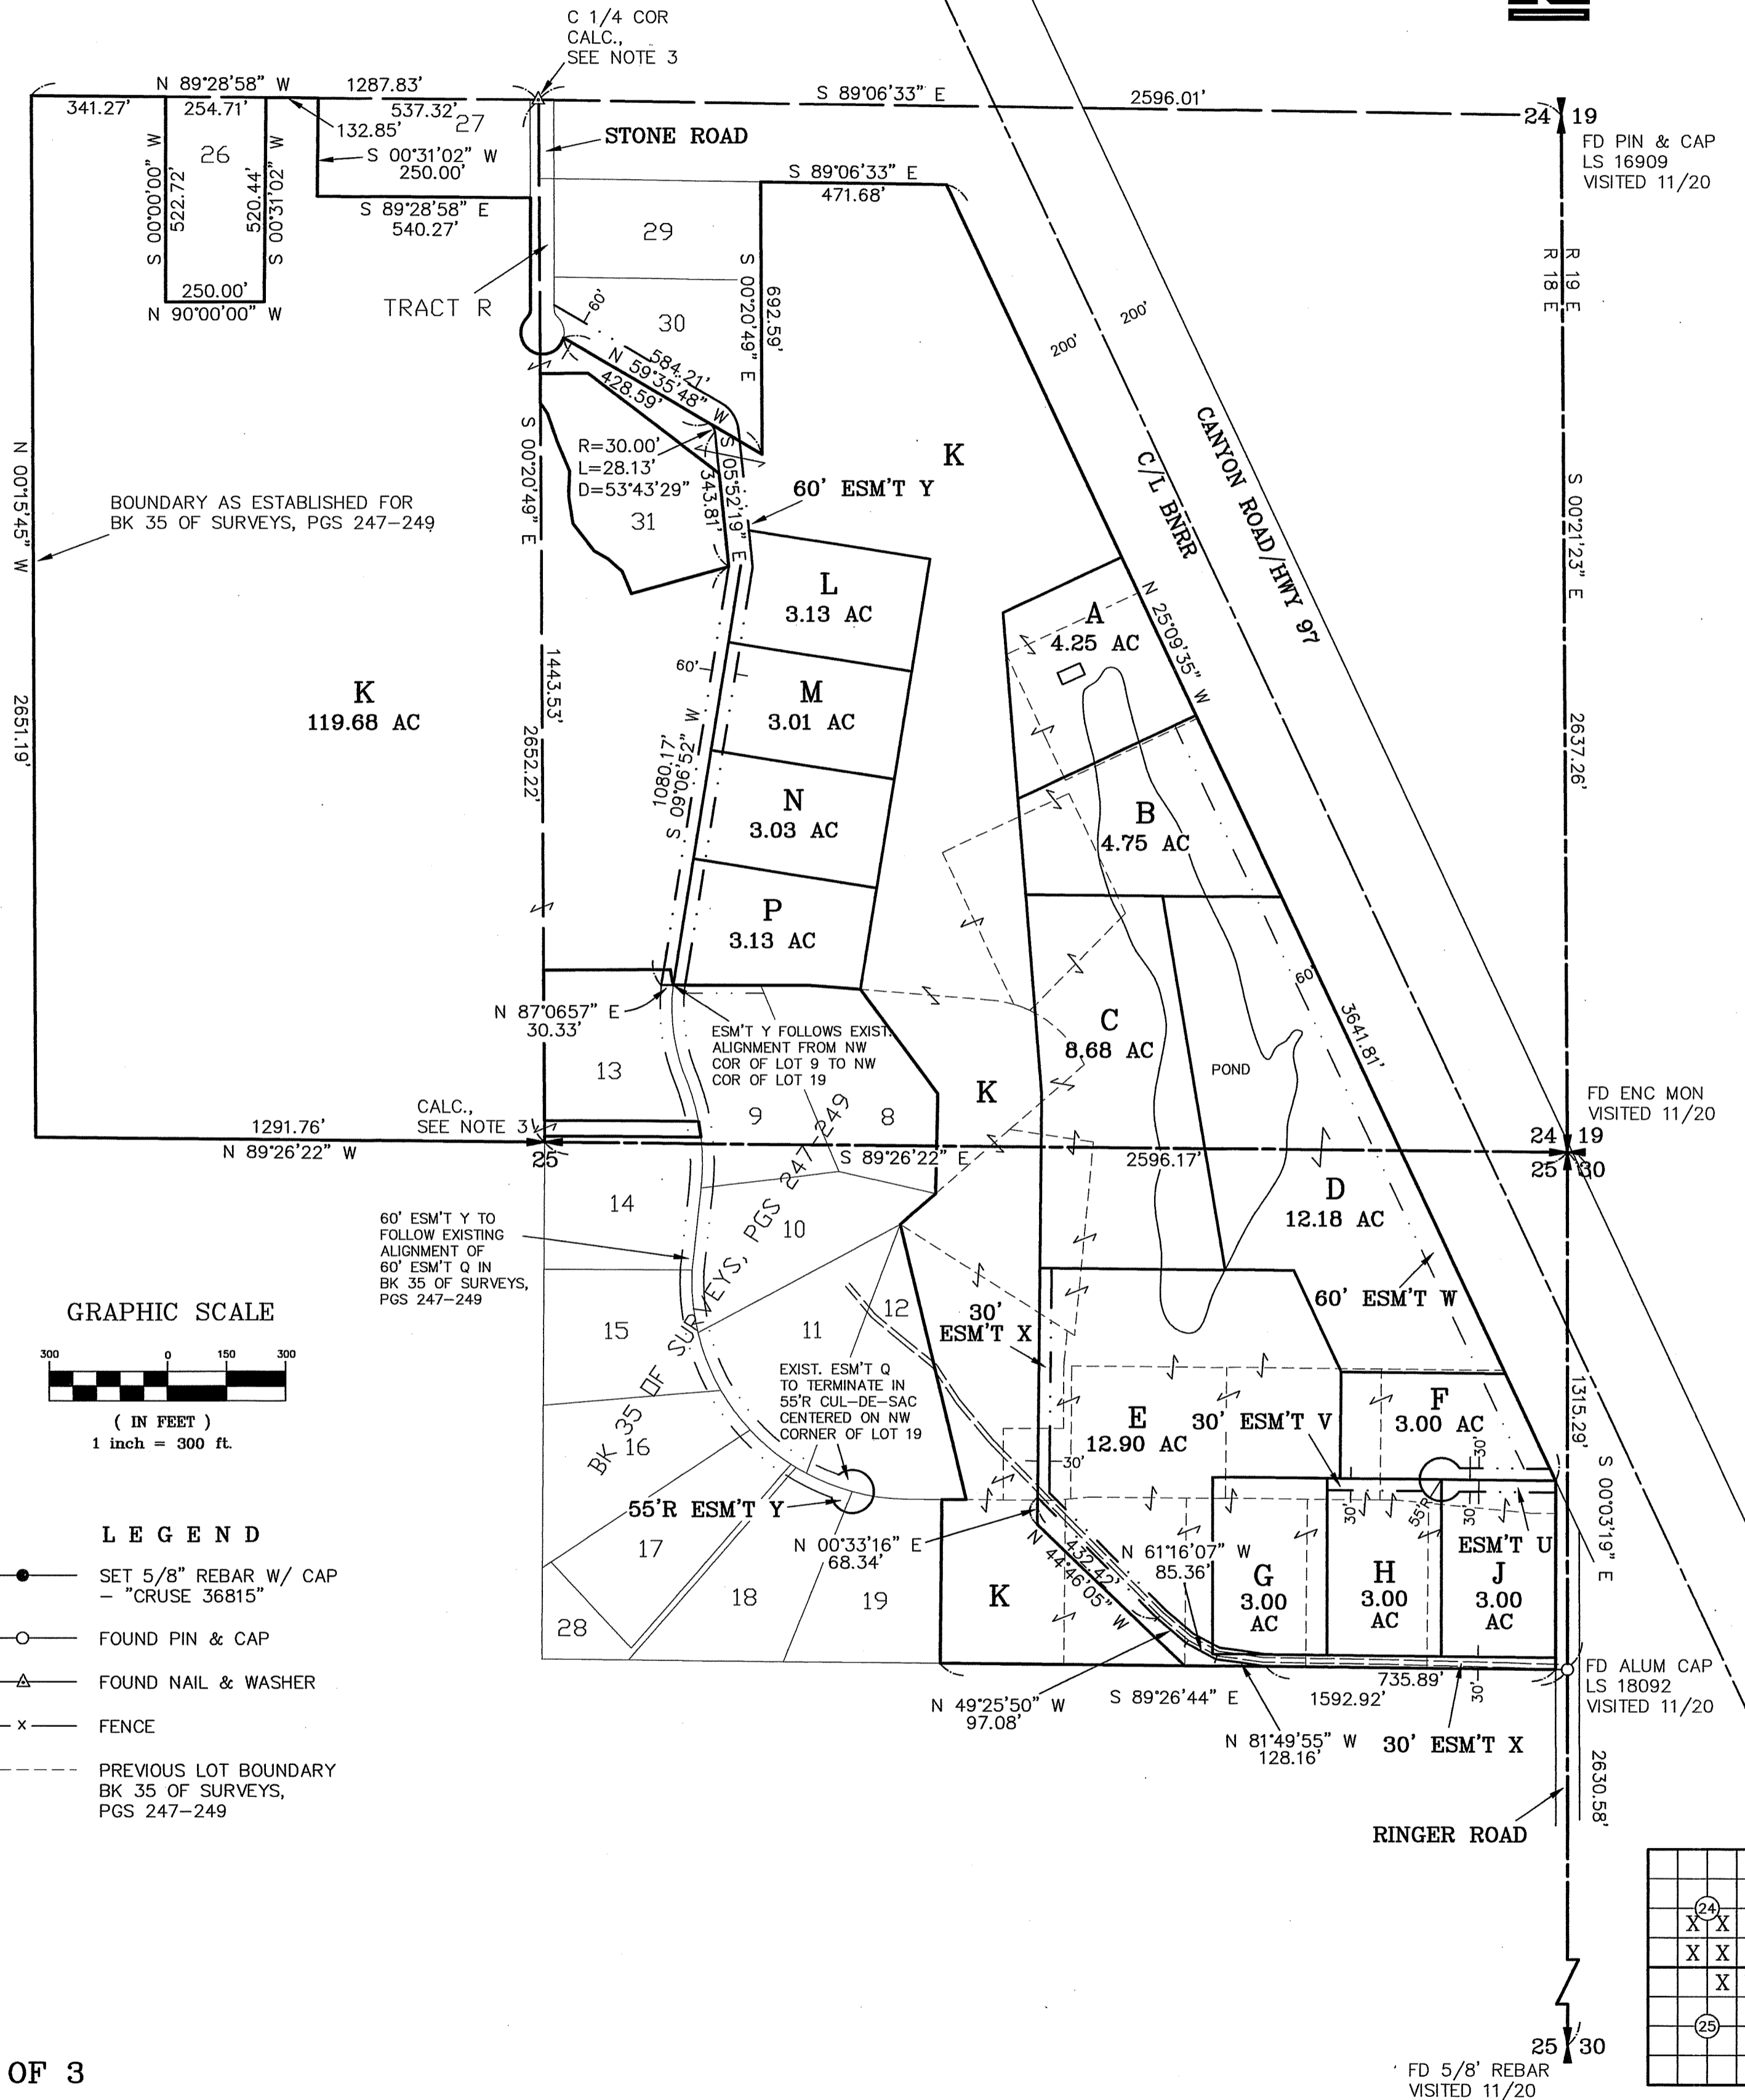 C 1/4 COR
CALC.,
SEE NOTE 3
N 89°28'58" W 1287.83'
341.27' 254.71' 537.32'
132.85'
27
26
S 00°00'00" W
522.72'
520.44'
S 00°31'02" W
S 00°31'02" W
250.00'
S 89°28'58" E
540.27'
250.00'
N 90°00'00" W
STONE ROAD
S 89°06'33" E 2596.01'
24 19
FD PIN & CAP
LS 16909
VISITED 11/20
S 89°06'33" E
471.68'
29
TRACT R
60'
30
S 00°20'49" E
692.59'
584.21'
N 59°35'48" W
428.59'
R=30.00'
L=28.13'
D=53°43'29"
S 05°52'19" E
343.81'
31
60' ESM'T Y
K
200'
200'
R 19 E
R 18 E
CANYON ROAD/HWY 97
C/L BNRR
N 25°09'35" W
S 00°21'23" E
2637.26'
N 00°15'45" W
2651.19'
BOUNDARY AS ESTABLISHED FOR
BK 35 OF SURVEYS, PGS 247-249
S 00°20'49" E
1443.53'
2652.22'
K
119.68 AC
L
3.13 AC
60'
M
3.01 AC
N
3.03 AC
P
3.13 AC
1080.17'
S 09°06'52" W
A
4.25 AC
B
4.75 AC
C
8.68 AC
POND
60'
3641.81'
N 87°0657" E
30.33'
ESM'T Y FOLLOWS EXIST.
ALIGNMENT FROM NW
COR OF LOT 9 TO NW
COR OF LOT 19
13
9
8
K
CALC.,
SEE NOTE 3
1291.76'
N 89°26'22" W
25
S 89°26'22" E 2596.17'
FD ENC MON
VISITED 11/20
24 19
25 30
D
12.18 AC
14
10
BK 35 OF SURVEYS, PGS 247-249
60' ESM'T Y TO
FOLLOW EXISTING
ALIGNMENT OF
60' ESM'T Q IN
BK 35 OF SURVEYS,
PGS 247-249
15
11
12
30'
ESM'T X
60' ESM'T W
GRAPHIC SCALE
300 0 150 300
( IN FEET )
1 inch = 300 ft.
EXIST. ESM'T Q
TO TERMINATE IN
55'R CUL-DE-SAC
CENTERED ON NW
CORNER OF LOT 19
E
12.90 AC
30' ESM'T V
F
3.00 AC
30'
1315.29'
S 00°03'19" E
16
30'
55'R ESM'T Y
30'
55'R
30'
ESM'T U
N 00°33'16" E
68.34'
432.42'
N 44°46'05" W
N 61°16'07" W
85.36'
17
18
19
28
K
G
3.00
AC
H
3.00
AC
J
3.00
AC
LEGEND
SET 5/8" REBAR W/ CAP
- "CRUSE 36815"
FOUND PIN & CAP
FOUND NAIL & WASHER
x FENCE
PREVIOUS LOT BOUNDARY
BK 35 OF SURVEYS,
PGS 247-249
N 49°25'50" W
97.08'
S 89°26'44" E 1592.92'
735.89'
30'
N 81°49'55" W
128.16'
30' ESM'T X
FD ALUM CAP
LS 18092
VISITED 11/20
2630.58'
RINGER ROAD
24
X X
X X
X
25
25 30
FD 5/8' REBAR
VISITED 11/20
OF 3